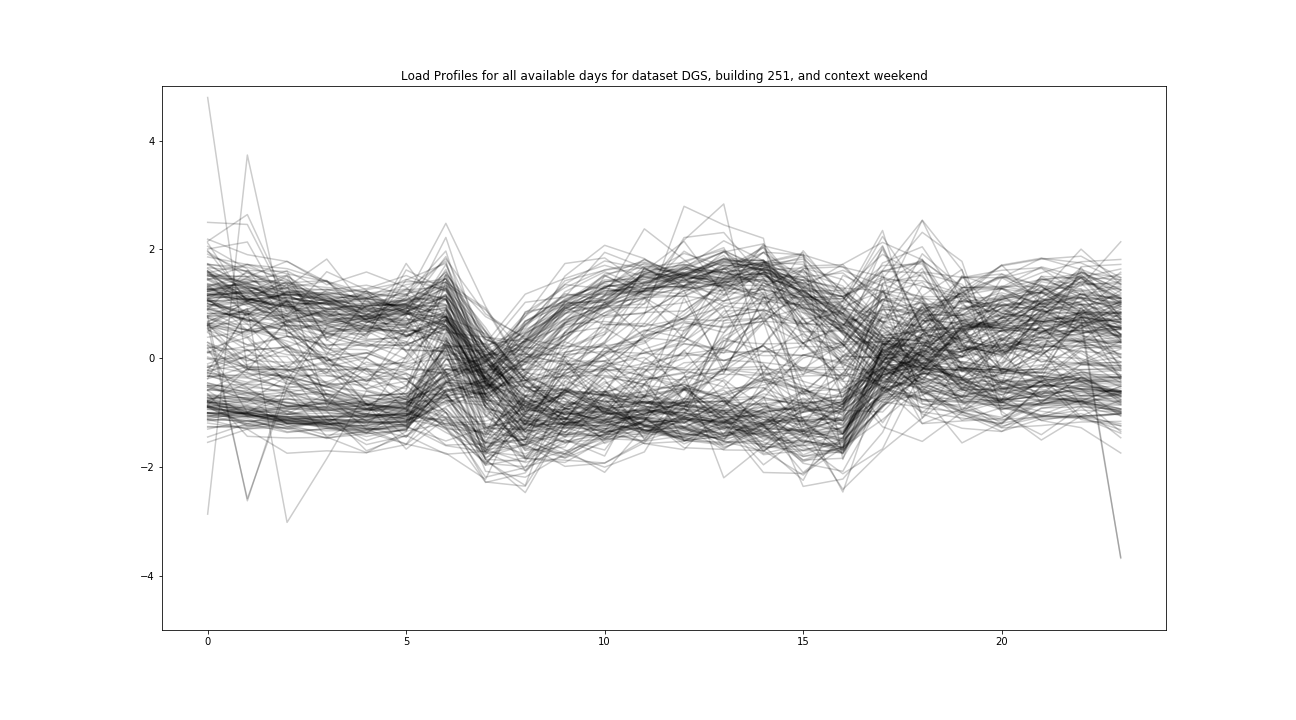 Load Profiles for all available days for dataset DGS, building 251, and context weekend
4
2
0
−2
−4
0 5 10 15 20